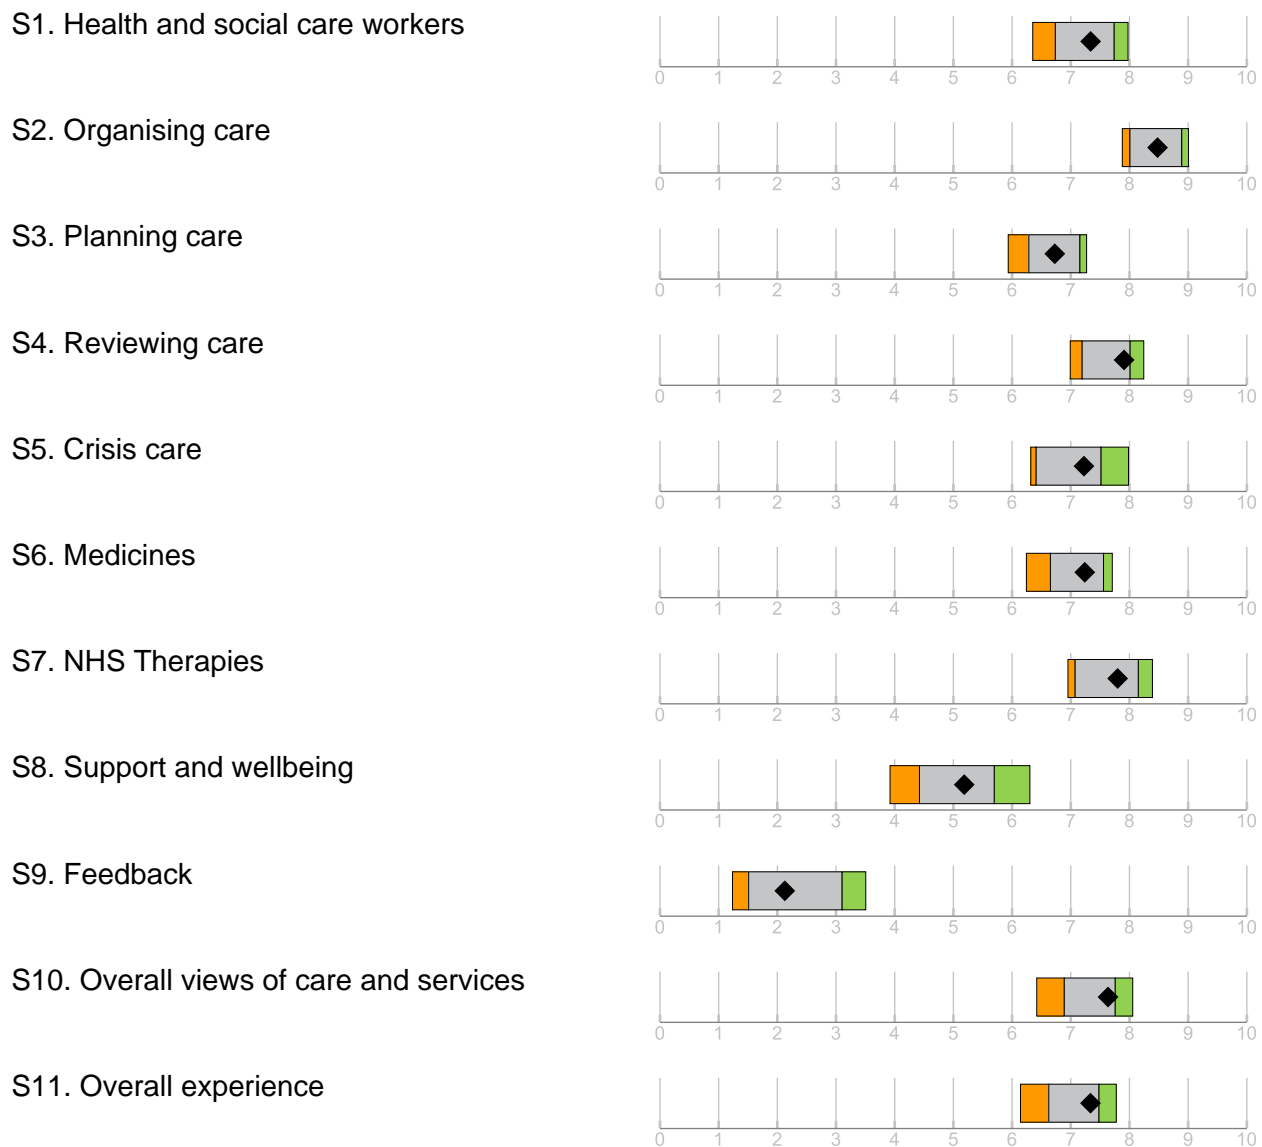 S1. Health and social care workers
0 1 2 3 4 5 6 7 8 9 10
S2. Organising care
0 1 2 3 4 5 6 7 8 9 10
S3. Planning care
0 1 2 3 4 5 6 7 8 9 10
S4. Reviewing care
0 1 2 3 4 5 6 7 8 9 10
S5. Crisis care
0 1 2 3 4 5 6 7 8 9 10
S6. Medicines
0 1 2 3 4 5 6 7 8 9 10
S7. NHS Therapies
0 1 2 3 4 5 6 7 8 9 10
S8. Support and wellbeing
0 1 2 3 4 5 6 7 8 9 10
S9. Feedback
0 1 2 3 4 5 6 7 8 9 10
S10. Overall views of care and services
0 1 2 3 4 5 6 7 8 9 10
S11. Overall experience
0 1 2 3 4 5 6 7 8 9 10